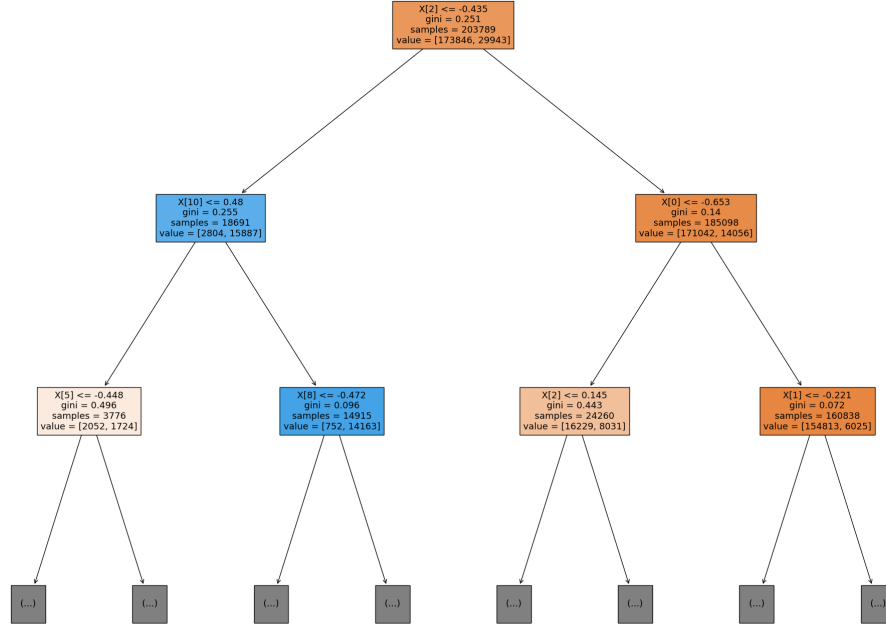 X[2] <= -0.435
gini = 0.251
samples = 203789
value = [173846, 29943]
X[10] <= 0.48
gini = 0.255
samples = 18691
value = [2804, 15887]
X[0] <= -0.653
gini = 0.14
samples = 185098
value = [171042, 14056]
X[5] <= -0.448
gini = 0.496
samples = 3776
value = [2052, 1724]
X[8] <= -0.472
gini = 0.096
samples = 14915
value = [752, 14163]
X[2] <= 0.145
gini = 0.443
samples = 24260
value = [16229, 8031]
X[1] <= -0.221
gini = 0.072
samples = 160838
value = [154813, 6025]
(...)
(...)
(...)
(...)
(...)
(...)
(...)
(...)